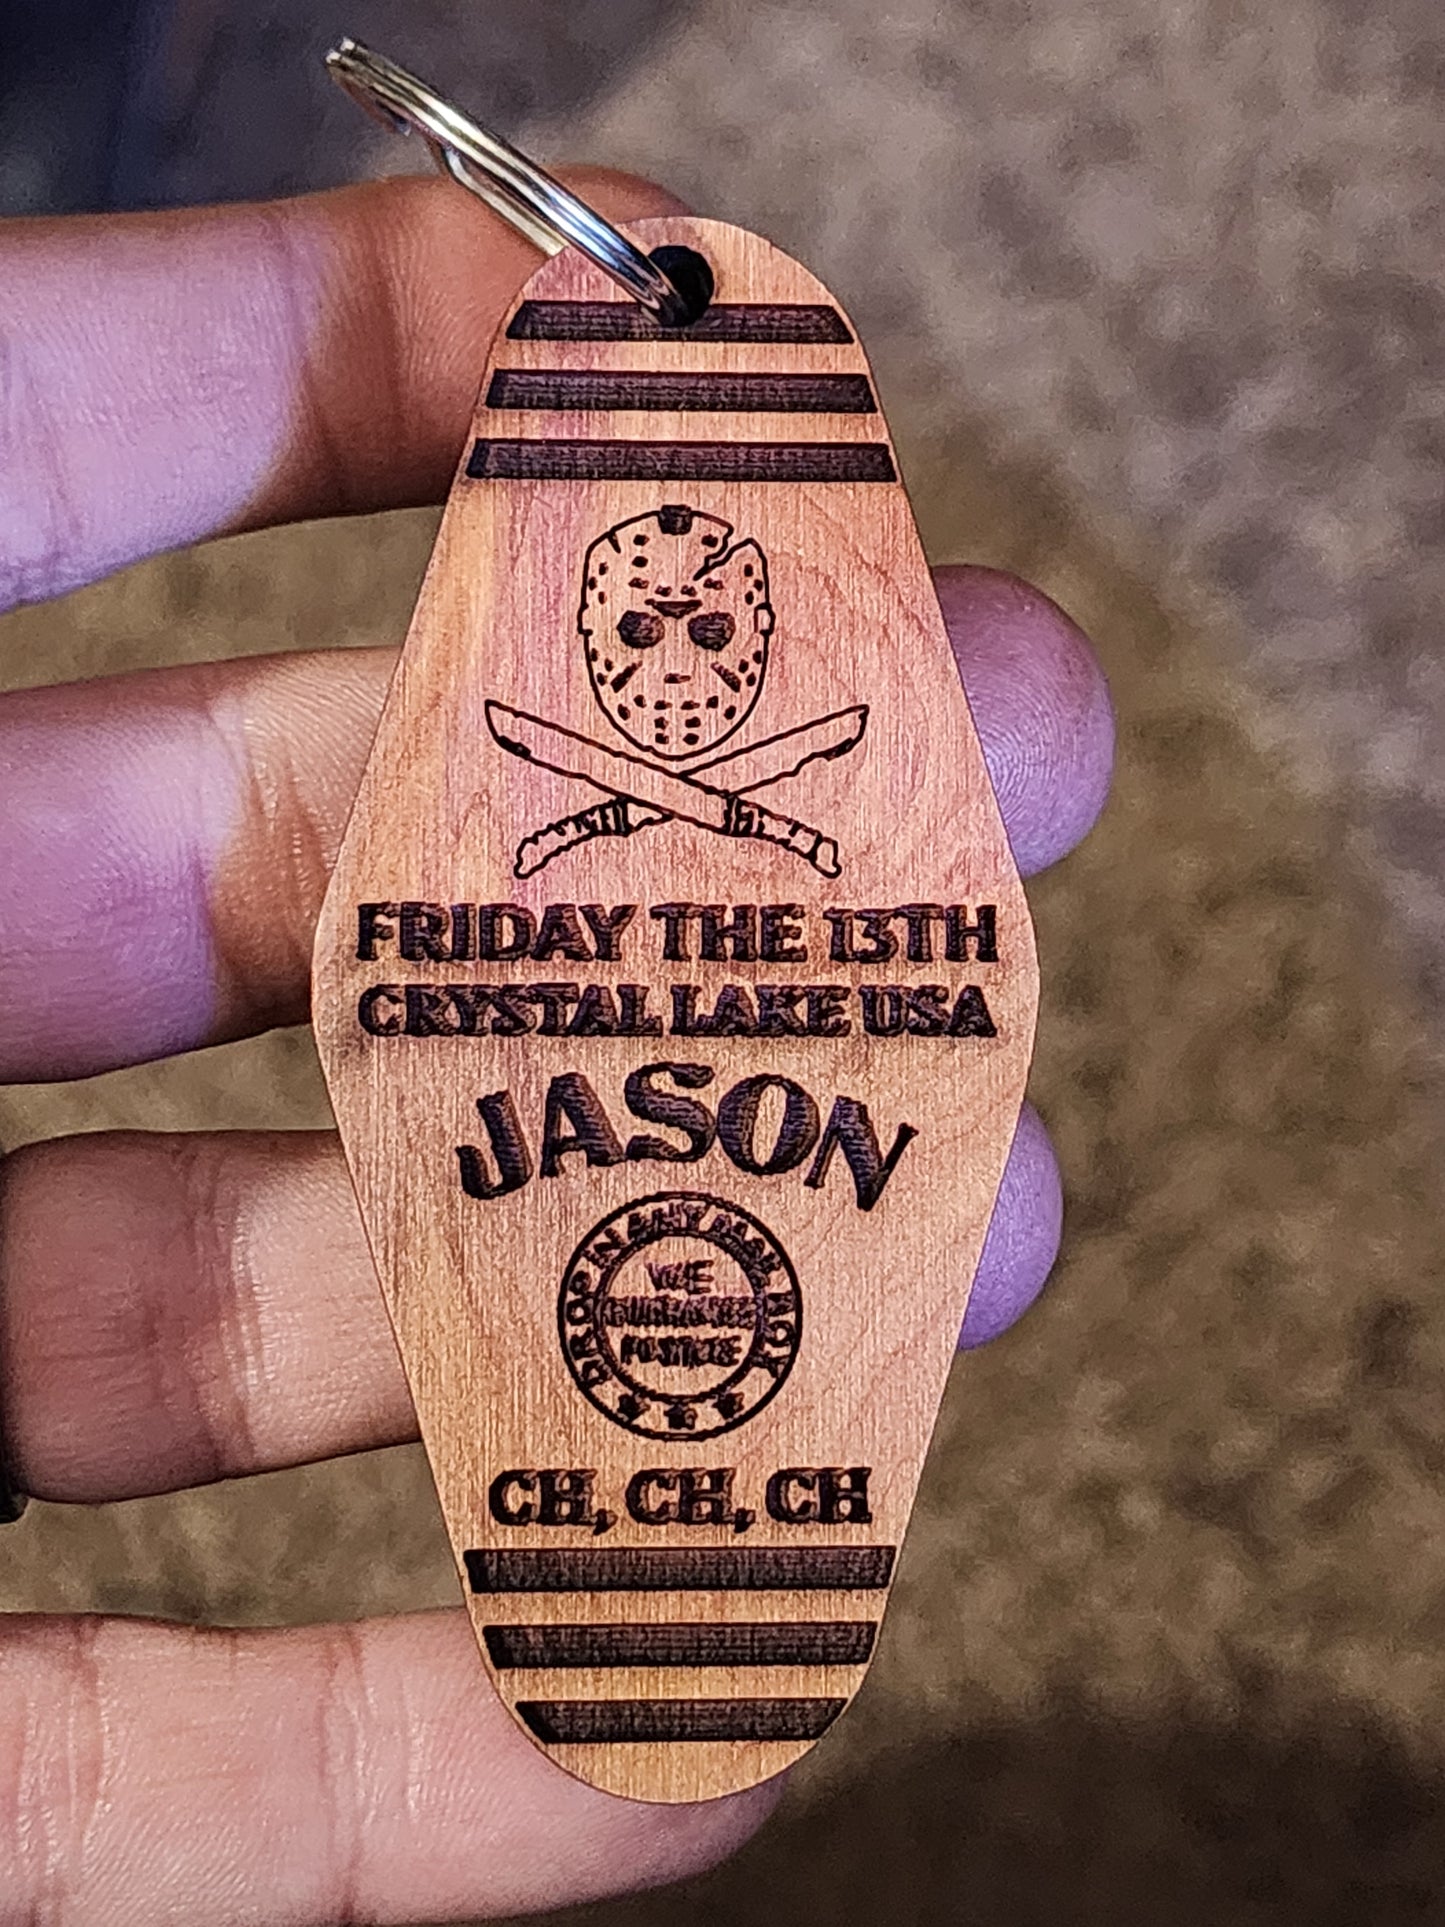 FRIDAY THE 13TH
CRYSTAL LAKE USA
JASON
DROP IN ANY MAIL BOX
WE
GUARANTEE
POSTAGE
CH, CH, CH